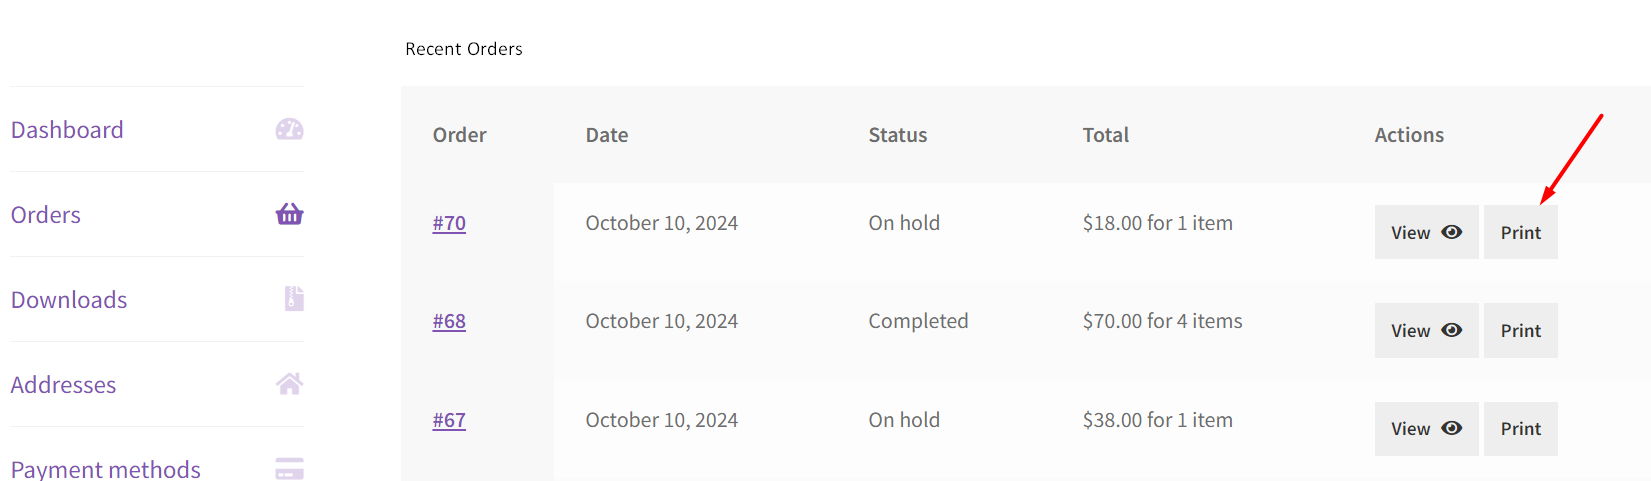 Recent Orders
Dashboard
Orders
Downloads
Addresses
Payment methods
Order Date Status Total Actions
#70 October 10, 2024 On hold $18.00 for 1 item View Print
#68 October 10, 2024 Completed $70.00 for 4 items View Print
#67 October 10, 2024 On hold $38.00 for 1 item View Print